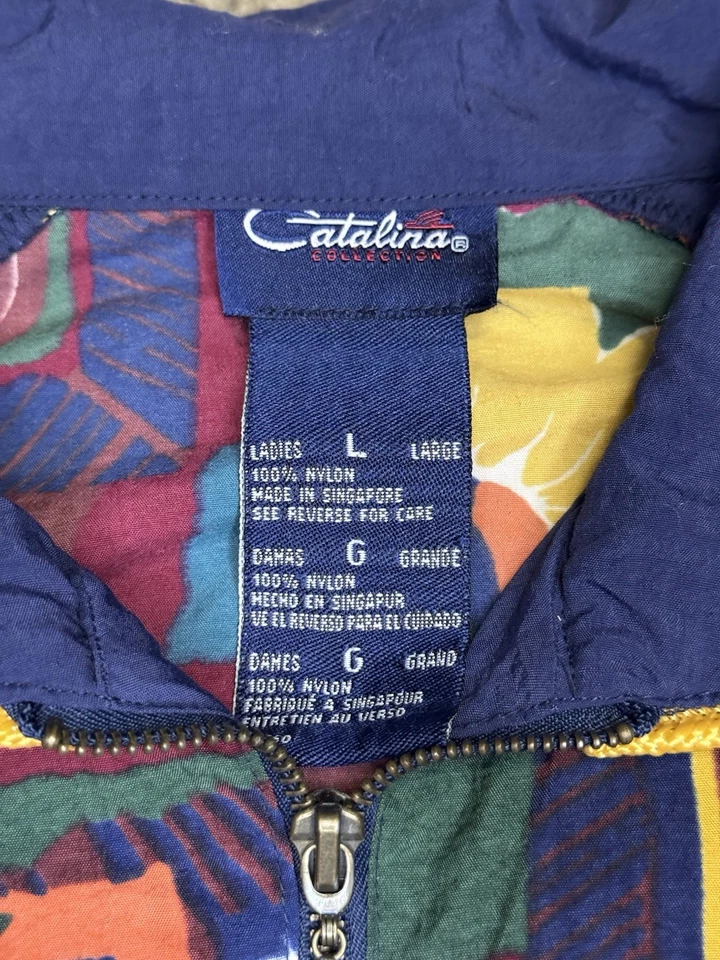 Catalina®
COLLECTION
LADIES L LARGE
100% NYLON
MADE IN SINGAPORE
SEE REVERSE FOR CARE
DAMAS G GRANDE
100% NYLON
HECHO EN SINGAPUR
VE EL REVERSO PARA EL CUIDADO
DAMES G GRAND
100% NYLON
FABRIQUÉ A SINGAPOUR
ENTRETIEN AU VERSO